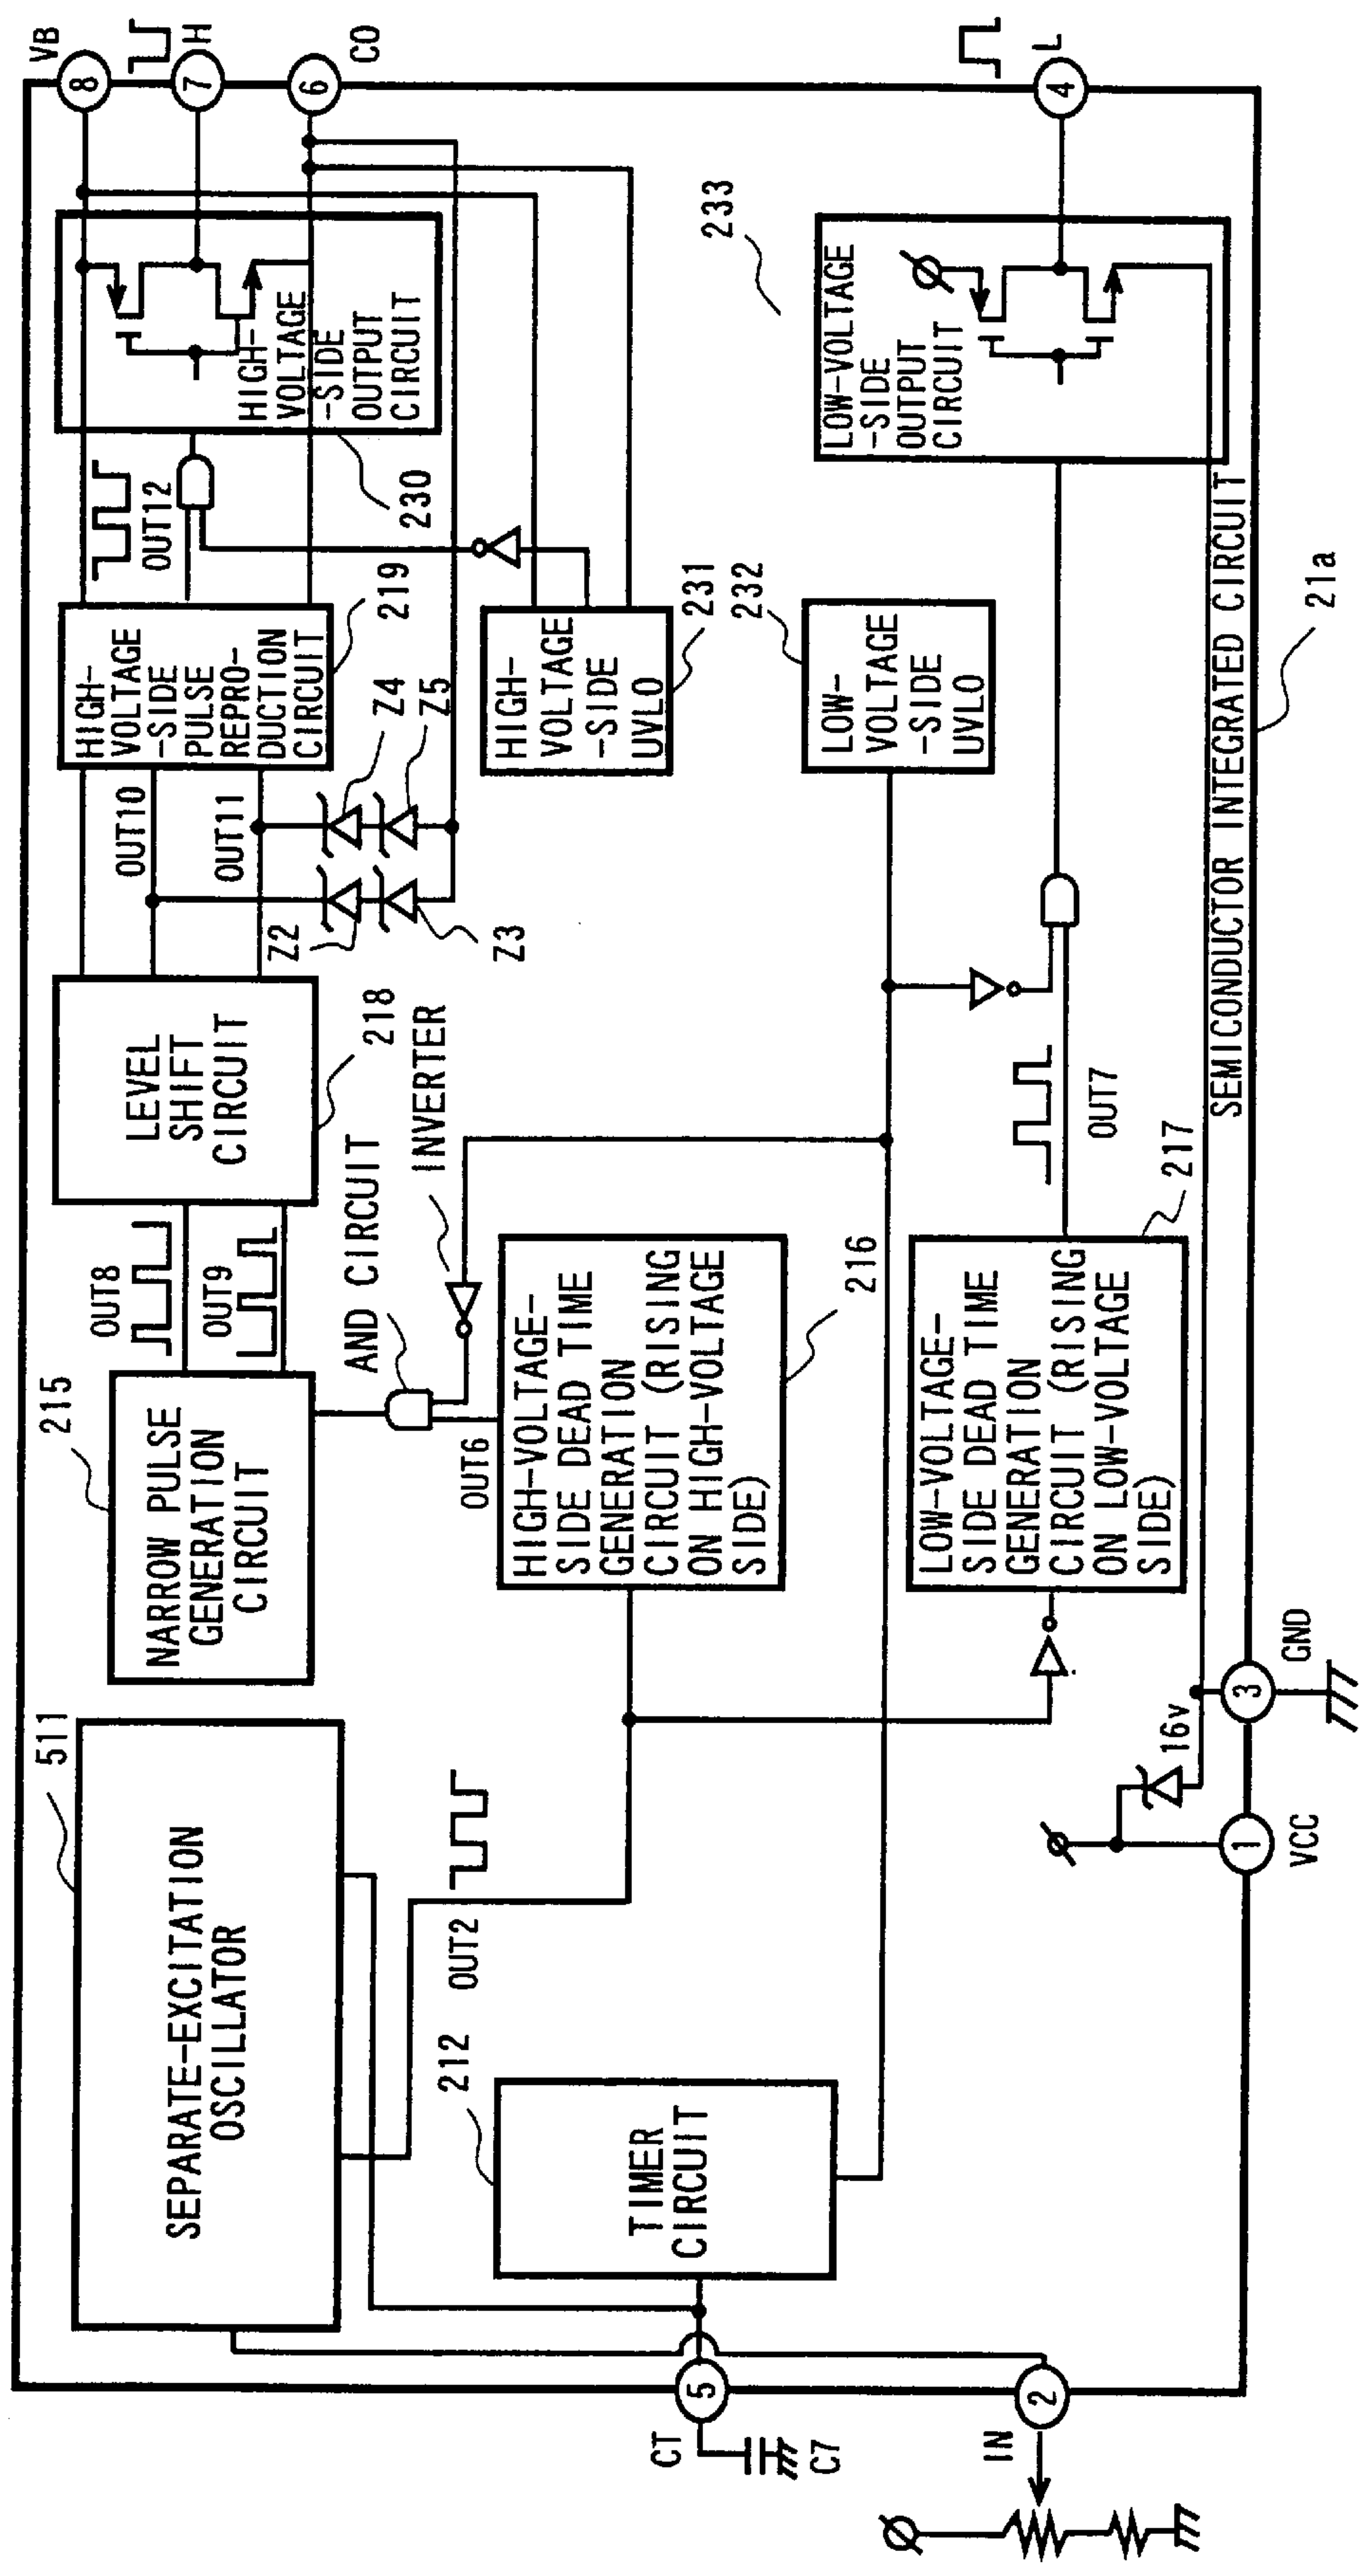 511
SEPARATE-EXCITATION
OSCILLATOR
215
NARROW PULSE
GENERATION
CIRCUIT
OUT8
OUT9
LEVEL
SHIFT
CIRCUIT
218
OUT10
OUT11
HIGH-
VOLTAGE
-SIDE
PULSE
REPRO-
DUCTION
CIRCUIT
219
OUT12
HIGH-
VOLTAGE
-SIDE
OUTPUT
CIRCUIT
230
VB
8
H
7
CO
6
Z2
Z3
Z4
Z5
AND CIRCUIT
INVERTER
OUT2
OUT6
HIGH-VOLTAGE-
SIDE DEAD TIME
GENERATION
CIRCUIT (RISING
ON HIGH-VOLTAGE
SIDE)
216
HIGH-
VOLTAGE
-SIDE
UVLO
231
232
LOW-
VOLTAGE
-SIDE
UVLO
233
LOW-VOLTAGE
-SIDE
OUTPUT
CIRCUIT
4
L
212
TIMER
CIRCUIT
CT
5
C7
IN
2
LOW-VOLTAGE-
SIDE DEAD TIME
GENERATION
CIRCUIT (RISING
ON LOW-VOLTAGE
SIDE)
217
OUT7
16v
1
VCC
3
GND
SEMICONDUCTOR INTEGRATED CIRCUIT
21a